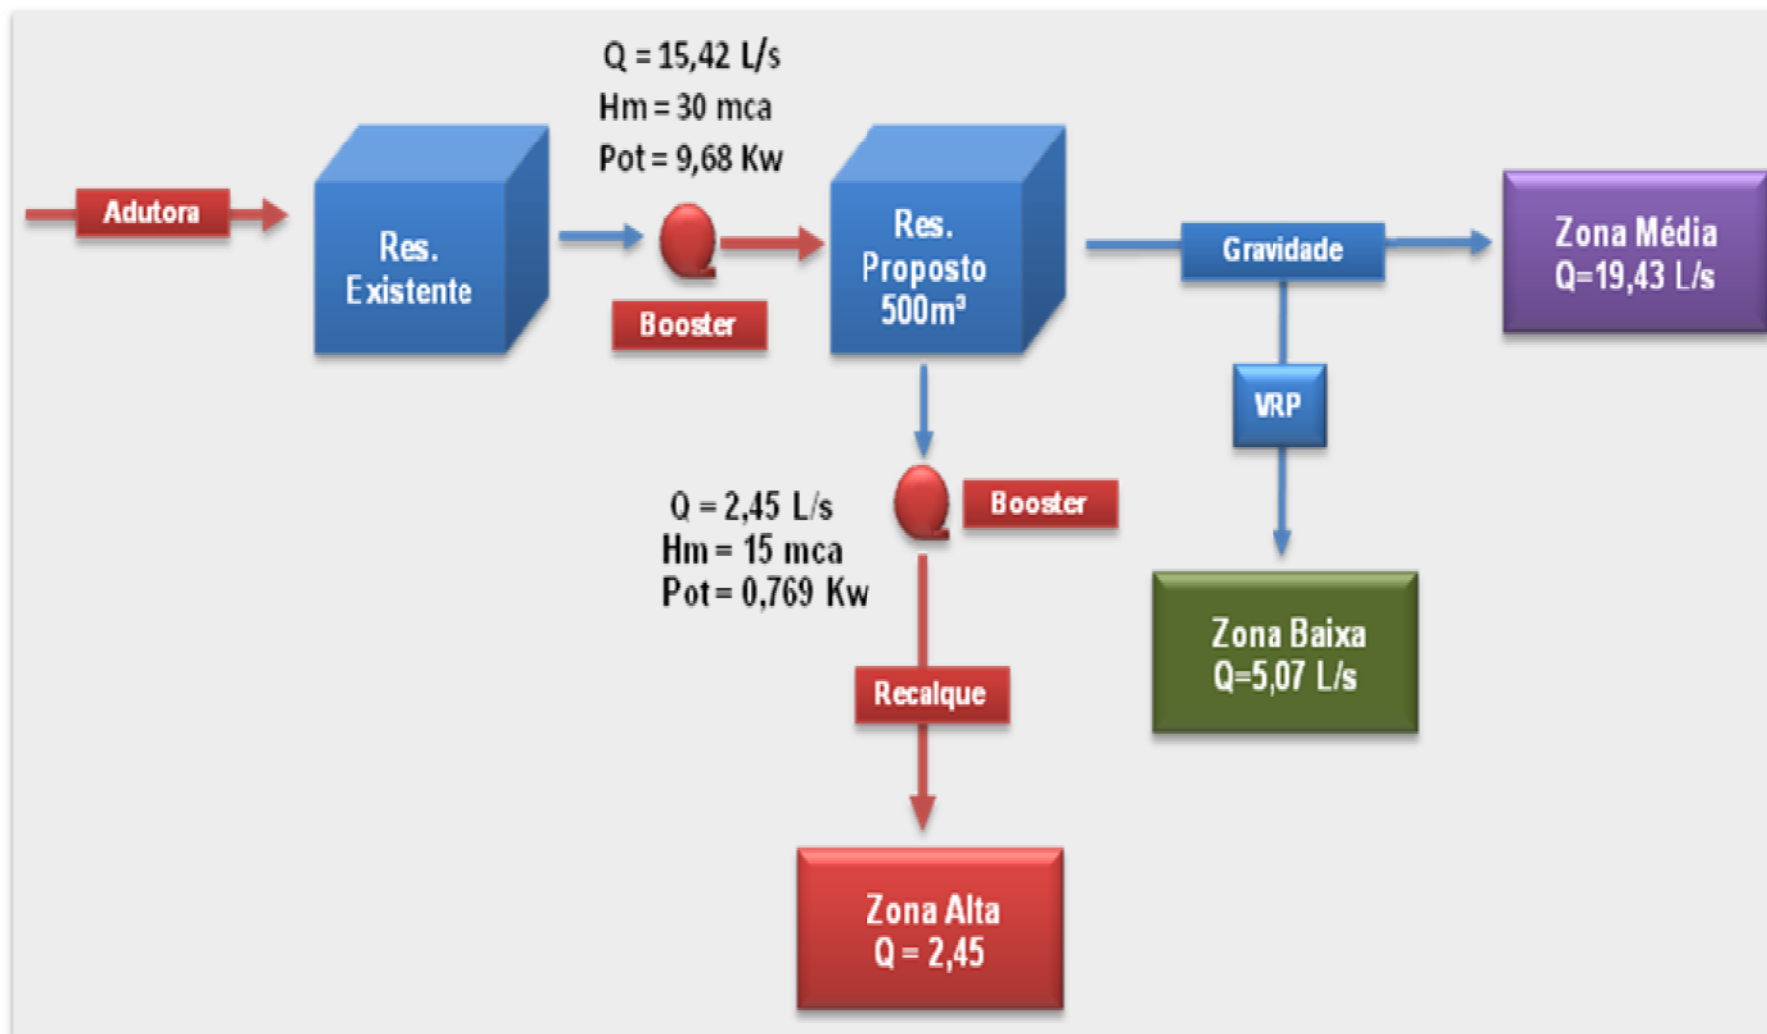 Q = 15,42 L/s
Hm = 30 mca
Pot = 9,68 Kw
Adutora
Res.
Existente
Booster
Res.
Proposto
500m³
Gravidade
Zona Média
Q=19,43 L/s
VRP
Q = 2,45 L/s
Hm = 15 mca
Pot = 0,769 Kw
Booster
Zona Baixa
Q=5,07 L/s
Recalque
Zona Alta
Q = 2,45